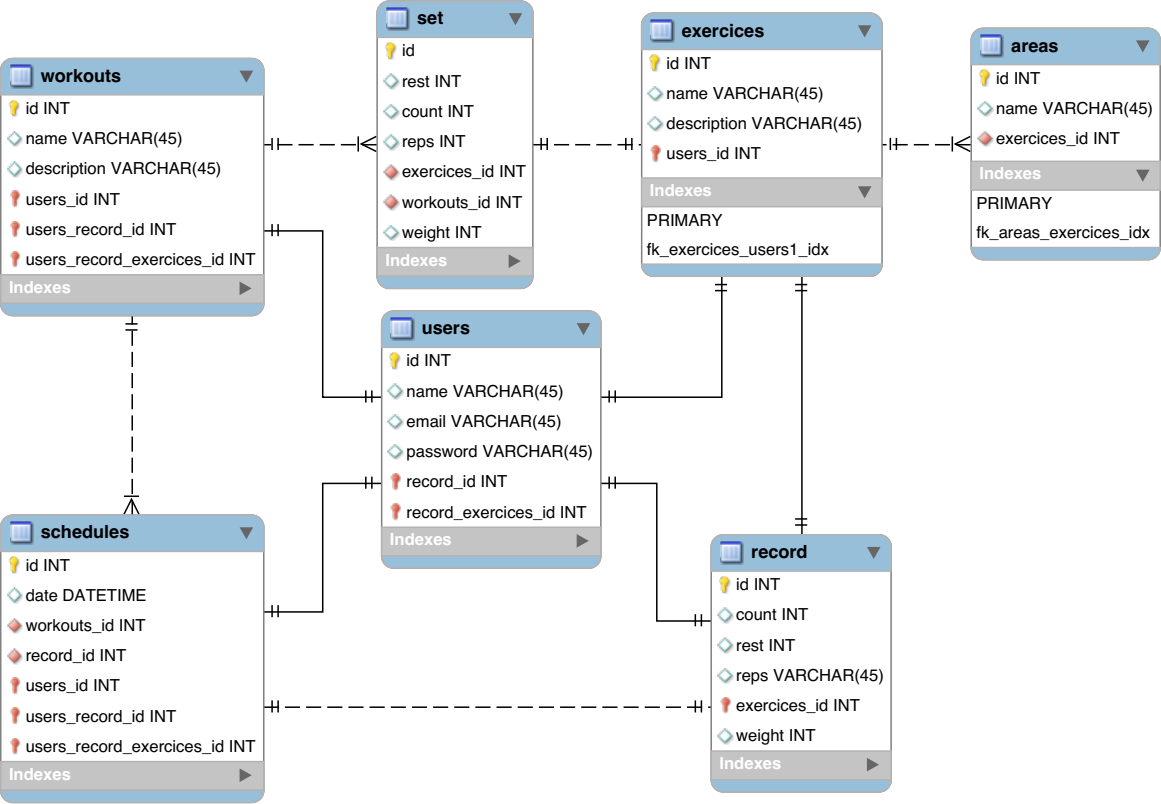 workouts
id INT
name VARCHAR(45)
description VARCHAR(45)
users_id INT
users_record_id INT
users_record_exercices_id INT
Indexes
set
id
rest INT
count INT
reps INT
exercices_id INT
workouts_id INT
weight INT
Indexes
exercices
id INT
name VARCHAR(45)
description VARCHAR(45)
users_id INT
Indexes
PRIMARY
fk_exercices_users1_idx
areas
id INT
name VARCHAR(45)
exercices_id INT
Indexes
PRIMARY
fk_areas_exercices_idx
users
id INT
name VARCHAR(45)
email VARCHAR(45)
password VARCHAR(45)
record_id INT
record_exercices_id INT
Indexes
schedules
id INT
date DATETIME
workouts_id INT
record_id INT
users_id INT
users_record_id INT
users_record_exercices_id INT
Indexes
record
id INT
count INT
rest INT
reps VARCHAR(45)
exercices_id INT
weight INT
Indexes